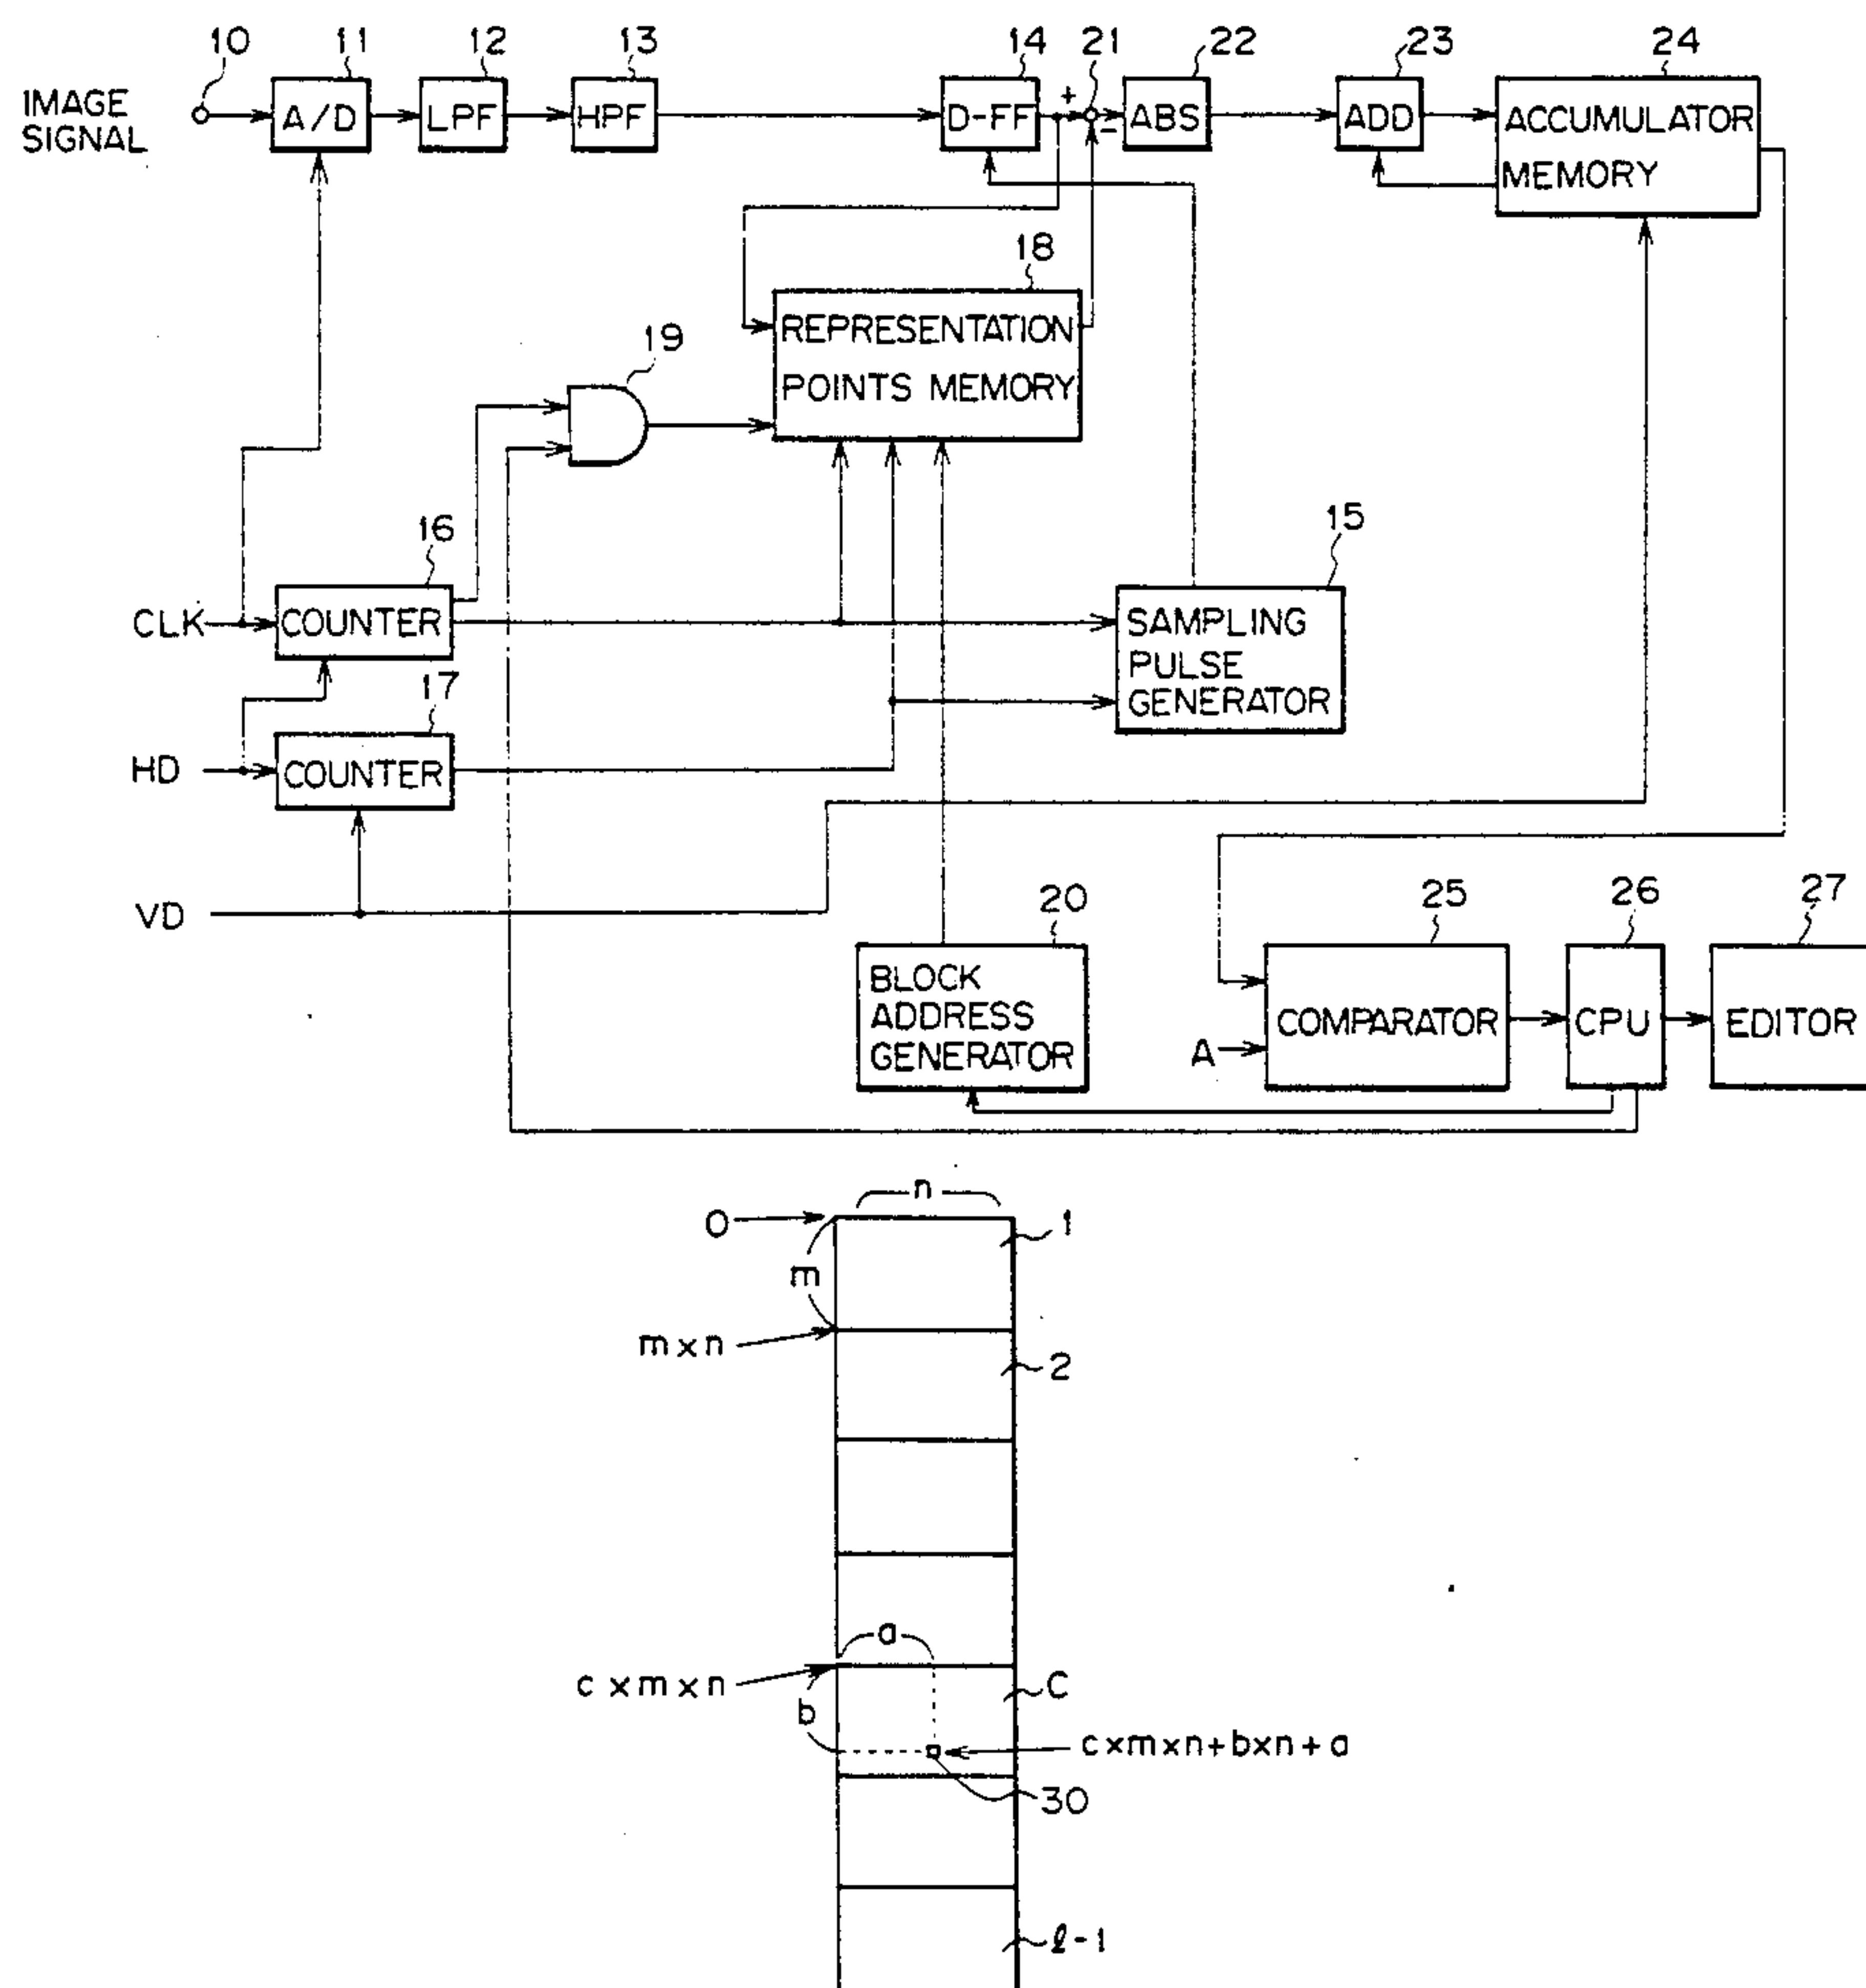 10
11
12
13
14
21
22
23
24
IMAGE
SIGNAL
A/D
LPF
HPF
D-FF
+
-
ABS
ADD
ACCUMULATOR
MEMORY
18
REPRESENTATION
POINTS MEMORY
19
16
15
CLK
COUNTER
SAMPLING
PULSE
GENERATOR
17
HD
COUNTER
VD
20
25
26
27
BLOCK
ADDRESS
GENERATOR
A
COMPARATOR
CPU
EDITOR
n
0
1
m
m×n
2
a
c×m×n
C
b
c×m×n+b×n+a
30
ℓ-1